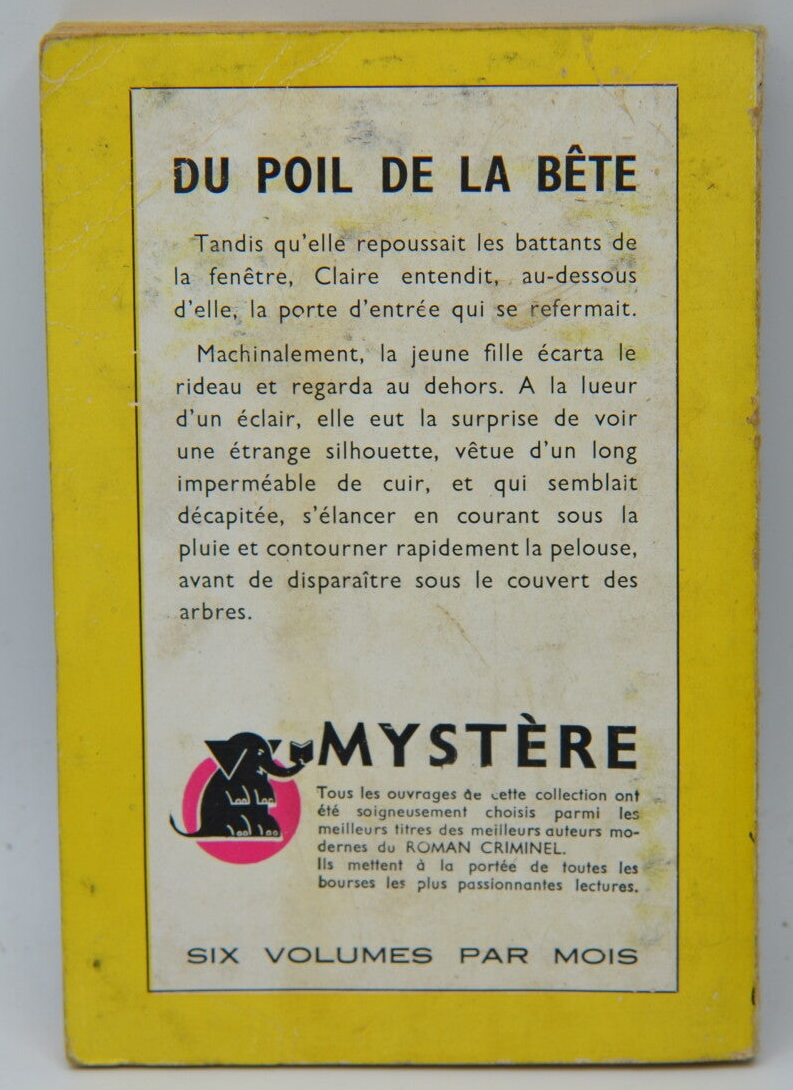 DU POIL DE LA BÊTE
Tandis qu'elle repoussait les battants de
la fenêtre, Claire entendit, au-dessous
d'elle, la porte d'entrée qui se refermait.
Machinalement, la jeune fille écarta le
rideau et regarda au dehors. A la lueur
d'un éclair, elle eut la surprise de voir
une étrange silhouette, vêtue d'un long
imperméable de cuir, et qui semblait
décapitée, s'élancer en courant sous la
pluie et contourner rapidement la pelouse,
avant de disparaître sous le couvert des
arbres.
MYSTÈRE
Tous les ouvrages de cette collection ont
été soigneusement choisis parmi les
meilleurs titres des meilleurs auteurs mo-
dernes du ROMAN CRIMINEL.
Ils mettent à la portée de toutes les
bourses les plus passionnantes lectures.
SIX VOLUMES PAR MOIS